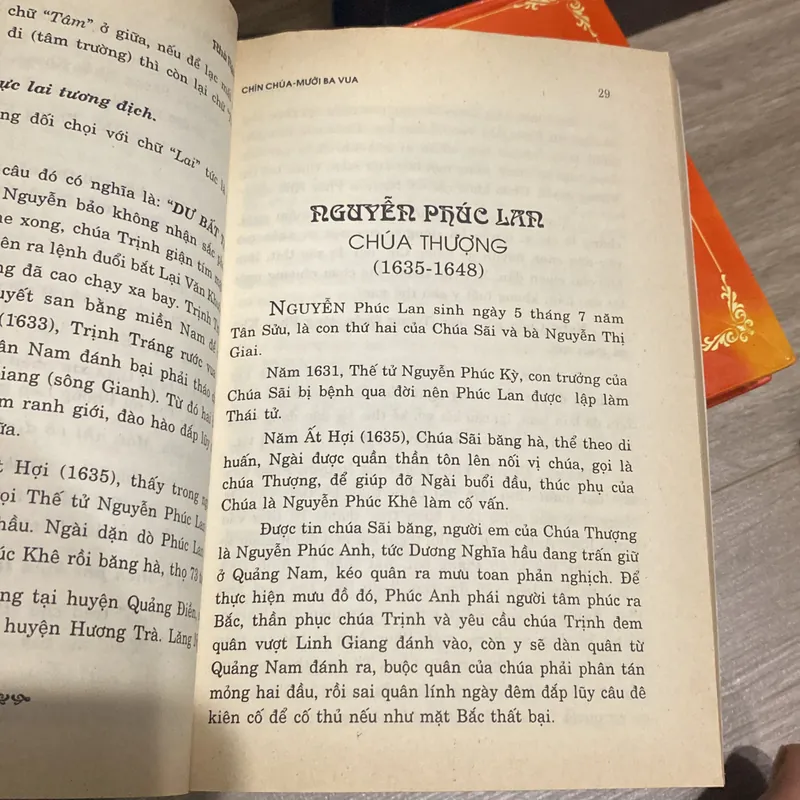 chữ "Tâm" ở giữa, nếu để lạc
đi (tâm trường) thì còn lại chữ
ực lai tương địch.
ng đối chọi với chữ "Lai" tức
câu đó có nghĩa là: "DƯ BẤT
Nguyễn bảo không nhận sắc
e xong, chúa Trịnh giận tím
ên ra lệnh đuổi bắt Lại Văn
ng đã cao chạy xa bay. Trịnh
uyết san bằng miền Nam để
(1633), Trịnh Tráng rước vua
ân Nam đánh bại phải tháo
iang (sông Gianh). Từ đó hai
m ranh giới, đào hào đắp lũy
ữa.
t Hợi (1635), thấy trong
ọi Thế tử Nguyễn Phúc Lan
hầu. Ngài dặn dò Phúc Lan
úc Khê rồi băng hà, thọ 73
ng tại huyện Quảng Điền,
huyện Hương Trà. Lăng
CHÍN CHÚA-MƯỜI BA VUA
29
NGUYỄN PHÚC LAN
CHÚA THƯỢNG
(1635-1648)
NGUYỄN Phúc Lan sinh ngày 5 tháng 7 năm
Tân Sửu, là con thứ hai của Chúa Sãi và bà Nguyễn Thị
Giai.
Năm 1631, Thế tử Nguyễn Phúc Kỳ, con trưởng của
Chúa Sãi bị bệnh qua đời nên Phúc Lan được lập làm
Thái tử.
Năm Ất Hợi (1635), Chúa Sãi băng hà, thể theo di
huấn, Ngài được quần thần tôn lên nối vị chúa, gọi là
chúa Thượng, để giúp đỡ Ngài buổi đầu, thúc phụ của
Chúa là Nguyễn Phúc Khê làm cố vấn.
Được tin chúa Sãi băng, người em của Chúa Thượng
là Nguyễn Phúc Anh, tức Dương Nghĩa hầu đang trấn giữ
ở Quảng Nam, kéo quân ra mưu toan phản nghịch. Để
thực hiện mưu đồ đó, Phúc Anh phái người tâm phúc ra
Bắc, thần phục chúa Trịnh và yêu cầu chúa Trịnh đem
quân vượt Linh Giang đánh vào, còn y sẽ dàn quân từ
Quảng Nam đánh ra, buộc quân của chúa phải phân tán
mỏng hai đầu, rồi sai quân lính ngày đêm đắp lũy câu đê
kiên cố để cố thủ nếu như mặt Bắc thất bại.